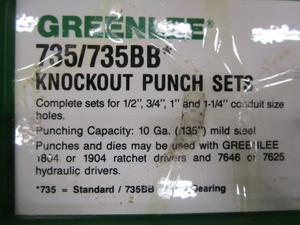 GREENLEE®
735/735BB*
KNOCKOUT PUNCH SETS
Complete sets for 1/2", 3/4", 1" and 1-1/4" conduit size
holes.
Punching Capacity: 10 Ga. (.135") mild steel
Punches and dies may be used with GREENLEE
1804 or 1904 ratchet drivers and 7646 or 7625
hydraulic drivers.
*735 = Standard / 735BB Bearing